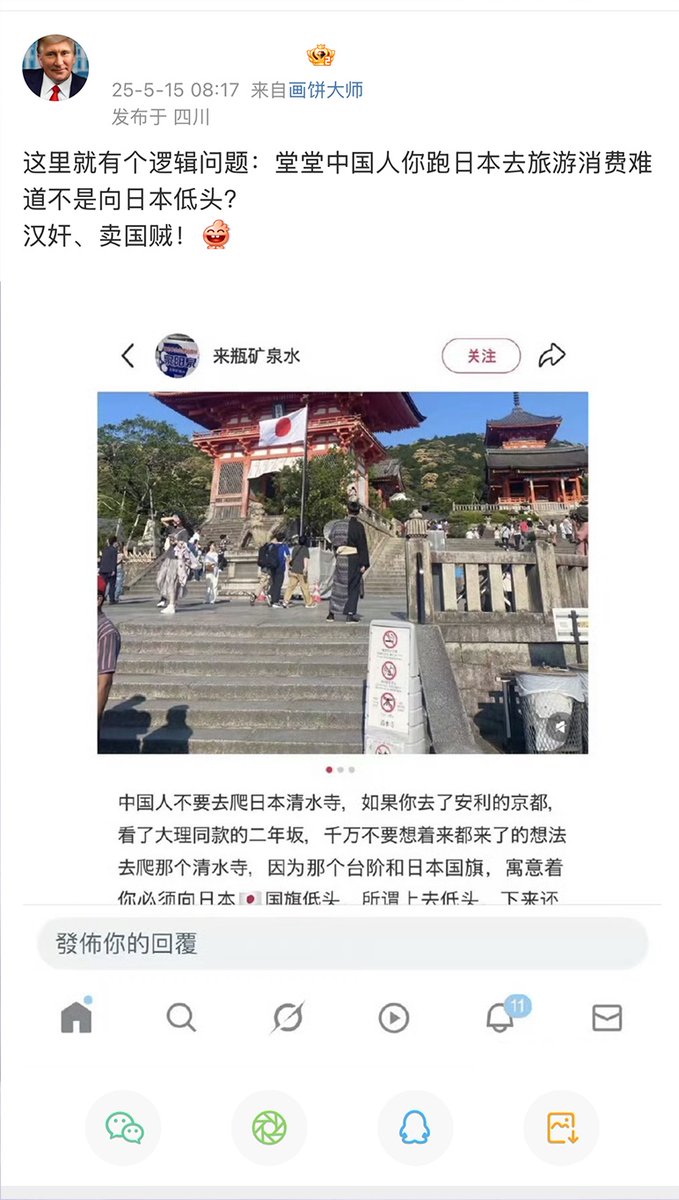 25-5-15 08:17 来自画饼大师
发布于 四川
这里就有个逻辑问题：堂堂中国人你跑日本去旅游消费难
道不是向日本低头？
汉奸、卖国贼！
来瓶矿泉水
关注
中国人不要去爬日本清水寺，如果你去了安利的京都，
看了大理同款的二年坂，千万不要想着来都来了的想法
去爬那个清水寺，因为那个台阶和日本国旗，寓意着
你必须向日本🇯🇵国旗低头，所谓上去低头，下来还
發佈你的回覆
11